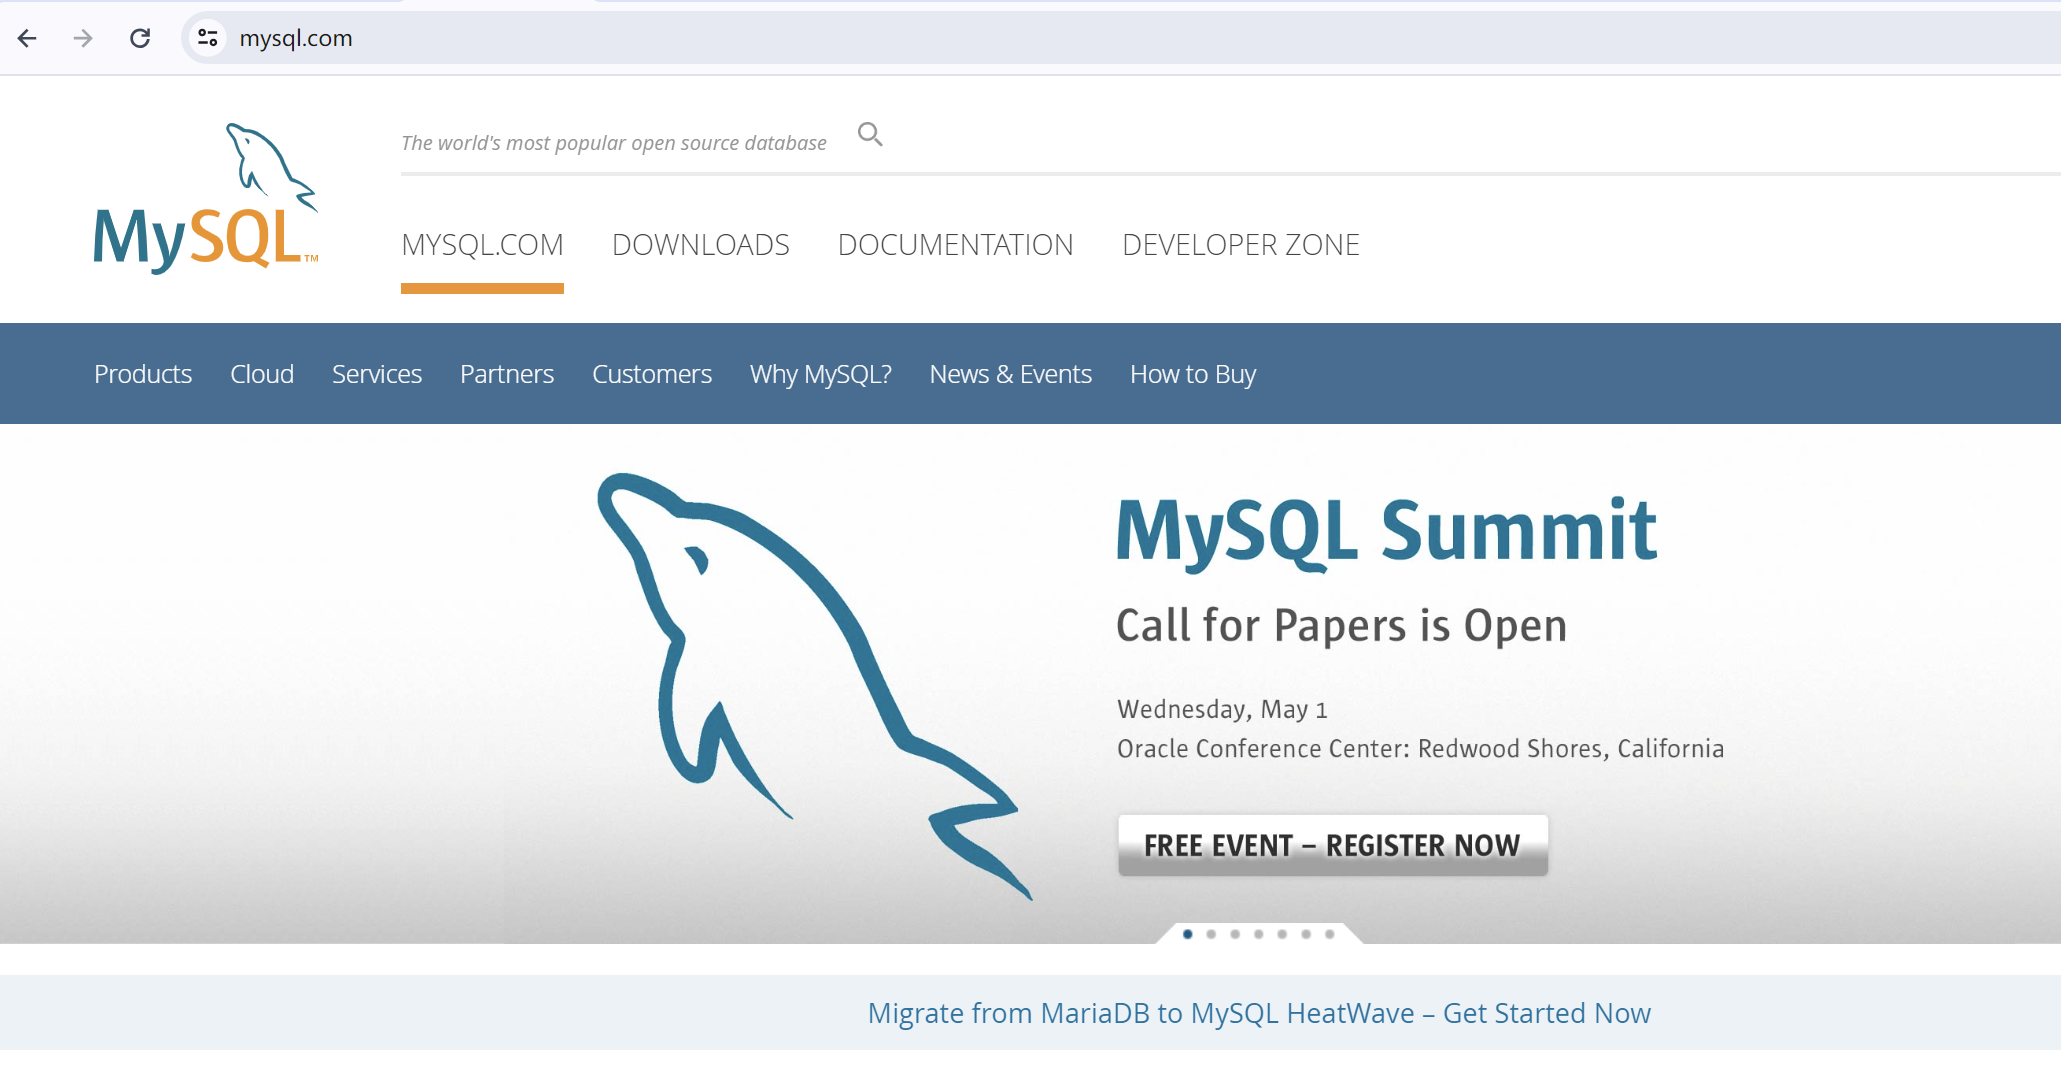 mysql.com
MySQL™
The world's most popular open source database
MYSQL.COM DOWNLOADS DOCUMENTATION DEVELOPER ZONE
Products Cloud Services Partners Customers Why MySQL? News & Events How to Buy
MySQL Summit
Call for Papers is Open
Wednesday, May 1
Oracle Conference Center: Redwood Shores, California
FREE EVENT – REGISTER NOW
Migrate from MariaDB to MySQL HeatWave – Get Started Now